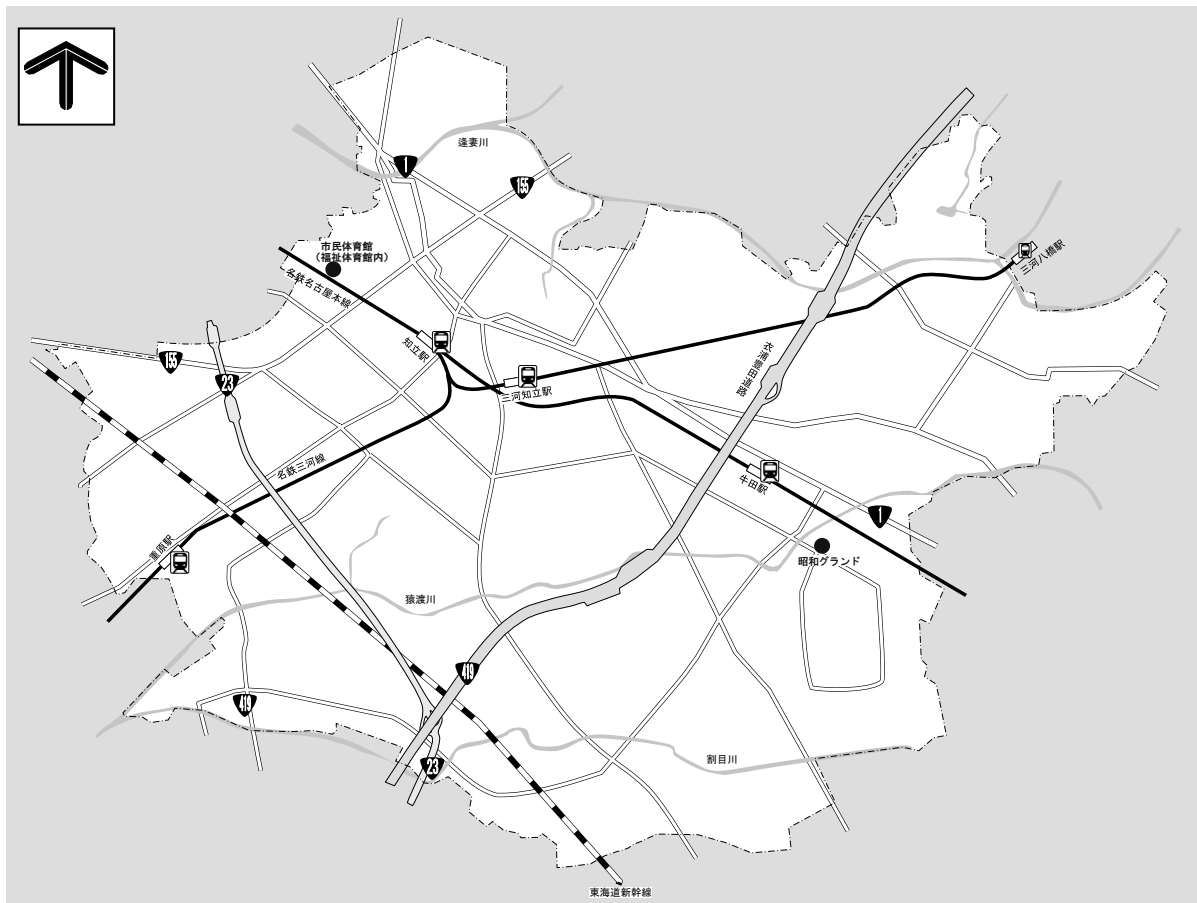 逢妻川
1
155
市民体育館
（福祉体育館内）
名鉄名古屋本線
三河八橋駅
知立駅
155
23
三河知立駅
衣浦豊田道路
名鉄三河線
牛田駅
1
重原駅
昭和グランド
猿渡川
419
419
23
割目川
東海道新幹線